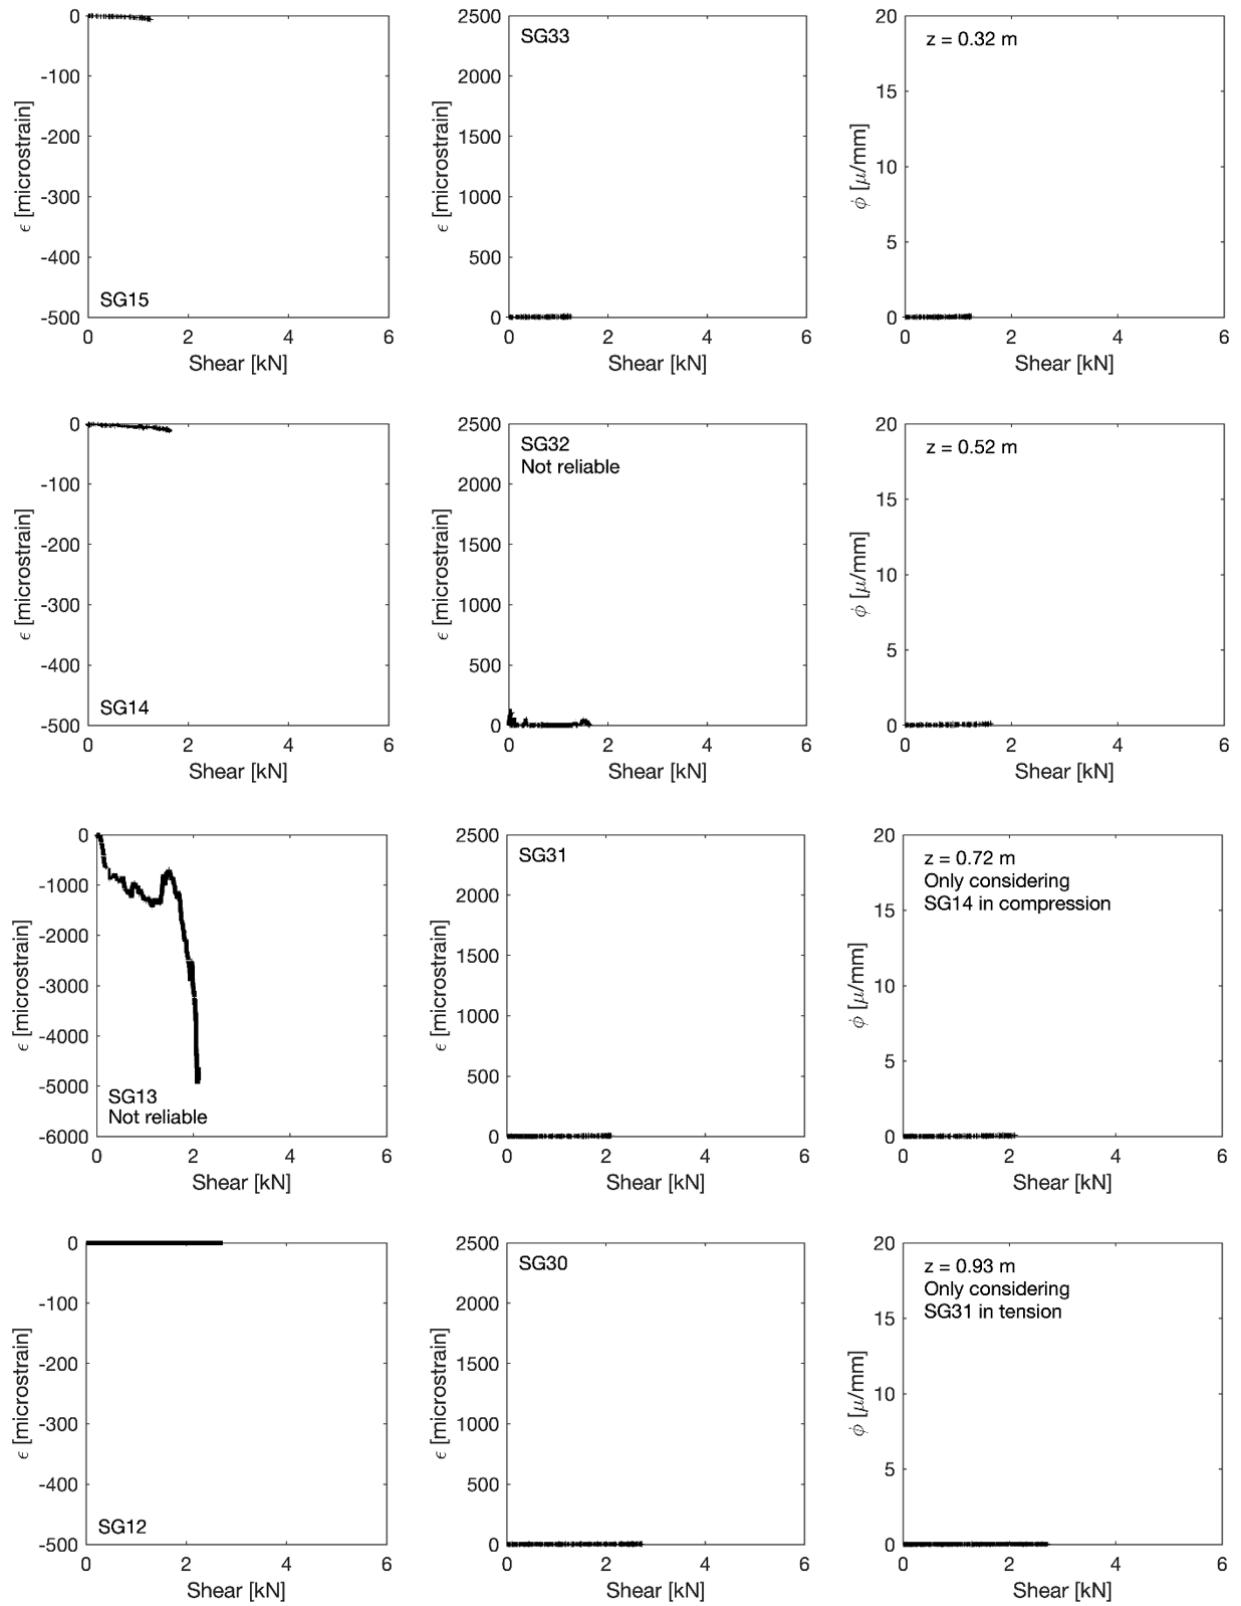 0
-100
-200
-300
-400
-500
ϵ [microstrain]
SG15
0 2 4 6
Shear [kN]
2500
2000
1500
1000
500
0
ϵ [microstrain]
SG33
0 2 4 6
Shear [kN]
20
15
10
5
0
ϕ [μ/mm]
z = 0.32 m
0 2 4 6
Shear [kN]
0
-100
-200
-300
-400
-500
ϵ [microstrain]
SG14
0 2 4 6
Shear [kN]
2500
2000
1500
1000
500
0
ϵ [microstrain]
SG32
Not reliable
0 2 4 6
Shear [kN]
20
15
10
5
0
ϕ [μ/mm]
z = 0.52 m
0 2 4 6
Shear [kN]
0
-1000
-2000
-3000
-4000
-5000
-6000
ϵ [microstrain]
SG13
Not reliable
0 2 4 6
Shear [kN]
2500
2000
1500
1000
500
0
ϵ [microstrain]
SG31
0 2 4 6
Shear [kN]
20
15
10
5
0
ϕ [μ/mm]
z = 0.72 m
Only considering
SG14 in compression
0 2 4 6
Shear [kN]
0
-100
-200
-300
-400
-500
ϵ [microstrain]
SG12
0 2 4 6
Shear [kN]
2500
2000
1500
1000
500
0
ϵ [microstrain]
SG30
0 2 4 6
Shear [kN]
20
15
10
5
0
ϕ [μ/mm]
z = 0.93 m
Only considering
SG31 in tension
0 2 4 6
Shear [kN]